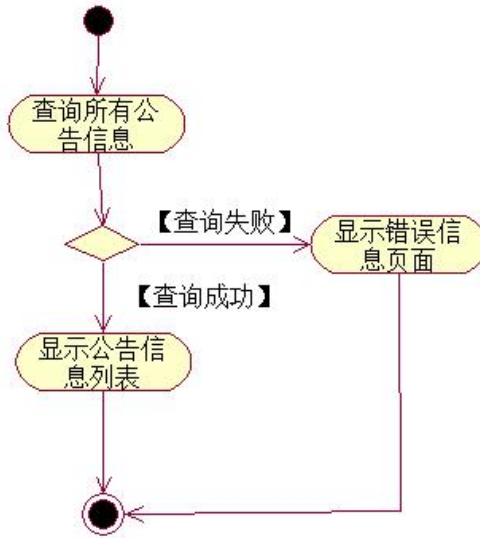 查询所有公
告信息
【查询失败】
显示错误信
息页面
【查询成功】
显示公告信
息列表